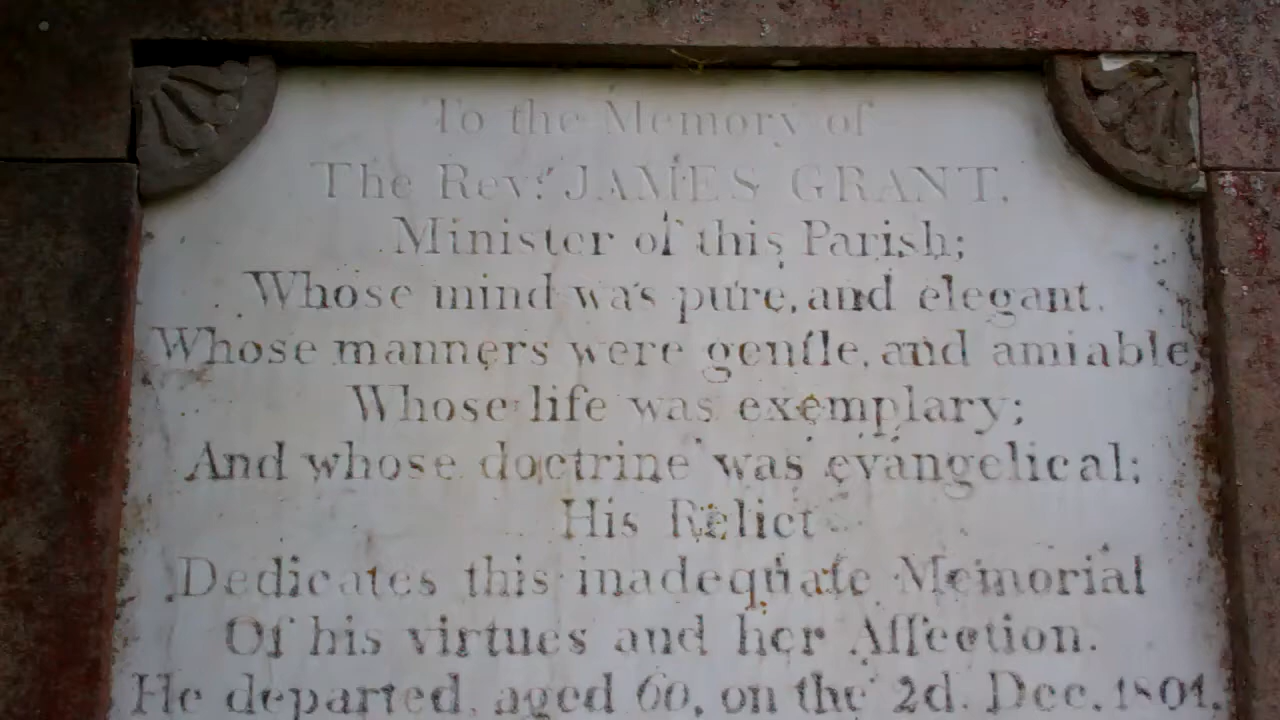 To the Memory of
The Revd. JAMES GRANT.
Minister of this Parish;
Whose mind was pure, and elegant.
Whose manners were gentle, and amiable,
Whose life was exemplary;
And whose doctrine was evangelical;
His Relict
Dedicates this inadequate Memorial
Of his virtues and her Affection.
He departed, aged 60, on the 2d. Dec. 1801.